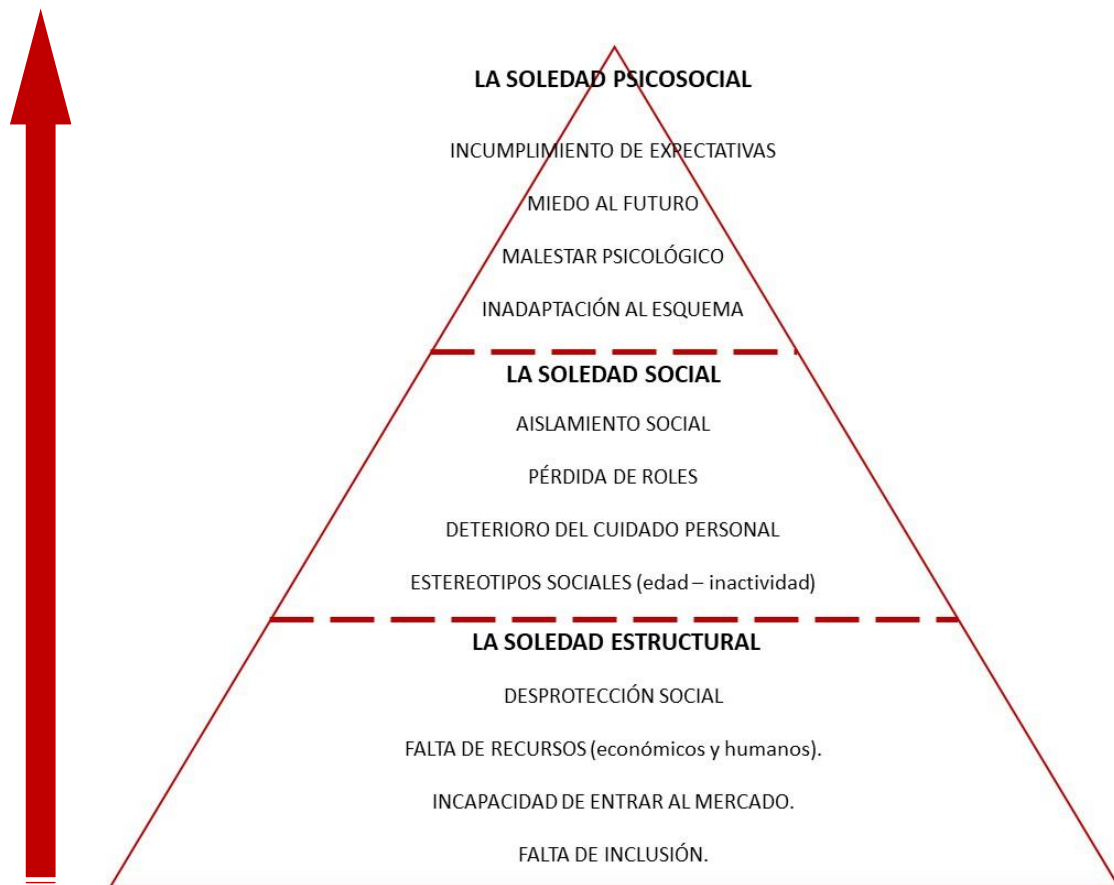 LA SOLEDAD PSICOSOCIAL
INCUMPLIMIENTO DE EXPECTATIVAS
MIEDO AL FUTURO
MALESTAR PSICOLÓGICO
INADAPTACIÓN AL ESQUEMA
LA SOLEDAD SOCIAL
AISLAMIENTO SOCIAL
PÉRDIDA DE ROLES
DETERIORO DEL CUIDADO PERSONAL
ESTEREOTIPOS SOCIALES (edad – inactividad)
LA SOLEDAD ESTRUCTURAL
DESPROTECCIÓN SOCIAL
FALTA DE RECURSOS (económicos y humanos).
INCAPACIDAD DE ENTRAR AL MERCADO.
FALTA DE INCLUSIÓN.